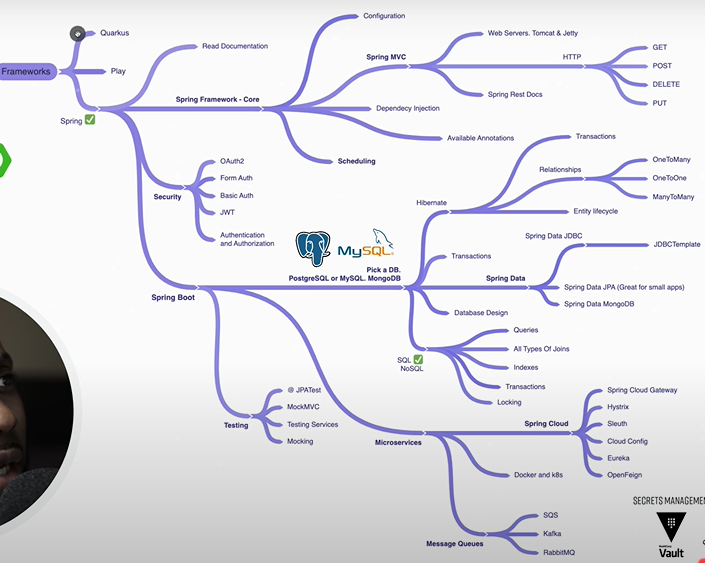 Frameworks
Quarkus
Play
Spring ✅
Read Documentation
Spring Framework - Core
Configuration
Spring MVC
Web Servers. Tomcat & Jetty
Spring Rest Docs
HTTP
GET
POST
DELETE
PUT
Dependecy Injection
Available Annotations
Scheduling
Security
OAuth2
Form Auth
Basic Auth
JWT
Authentication
and Authorization
Spring Boot
MySQL
Pick a DB.
PostgreSQL or MySQL. MongoDB
Hibernate
Transactions
Relationships
OneToMany
OneToOne
ManyToMany
Entity lifecycle
Transactions
Spring Data
Spring Data JDBC
JDBCTemplate
Spring Data JPA (Great for small apps)
Spring Data MongoDB
Database Design
SQL ✅
NoSQL
Queries
All Types Of Joins
Indexes
Transactions
Locking
Testing
@ JPATest
MockMVC
Testing Services
Mocking
Microservices
Spring Cloud
Spring Cloud Gateway
Hystrix
Sleuth
Cloud Config
Eureka
OpenFeign
Docker and k8s
Message Queues
SQS
Kafka
RabbitMQ
SECRETS MANAGEMEN
Vault